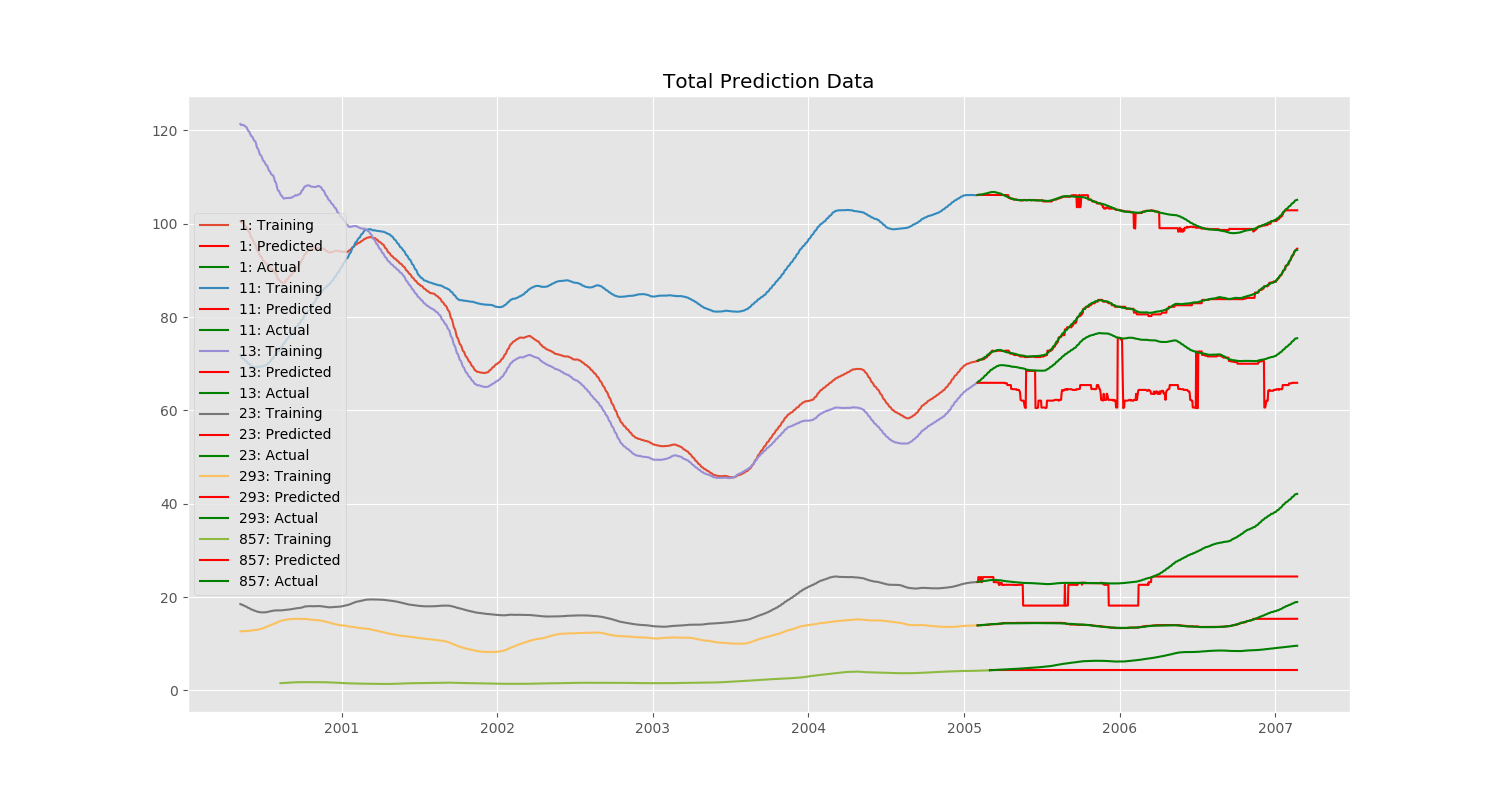 Total Prediction Data
120
100
80
60
40
20
0
1: Training
1: Predicted
1: Actual
11: Training
11: Predicted
11: Actual
13: Training
13: Predicted
13: Actual
23: Training
23: Predicted
23: Actual
293: Training
293: Predicted
293: Actual
857: Training
857: Predicted
857: Actual
2001 2002 2003 2004 2005 2006 2007